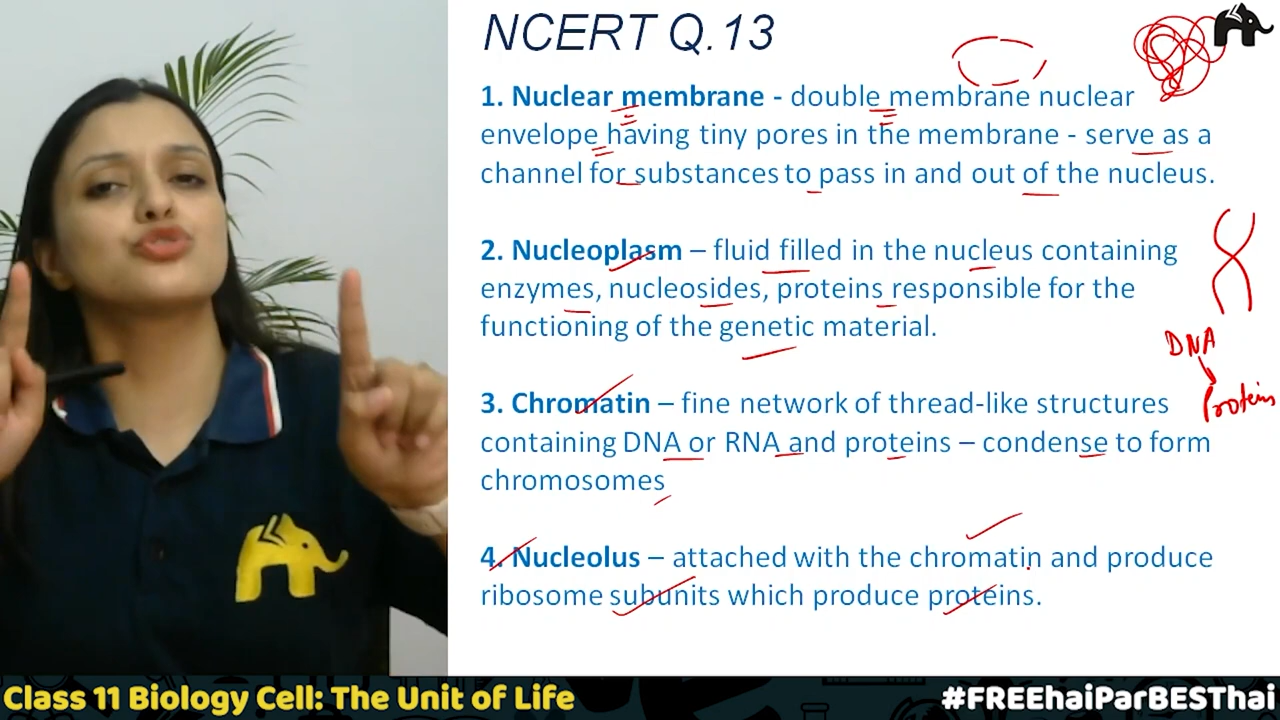 NCERT Q.13
1. Nuclear membrane - double membrane nuclear
envelope having tiny pores in the membrane - serve as a
channel for substances to pass in and out of the nucleus.
2. Nucleoplasm – fluid filled in the nucleus containing
enzymes, nucleosides, proteins responsible for the
functioning of the genetic material.
DNA
Proteins
3. Chromatin – fine network of thread-like structures
containing DNA or RNA and proteins – condense to form
chromosomes
4. Nucleolus – attached with the chromatin and produce
ribosome subunits which produce proteins.
Class 11 Biology Cell: The Unit of Life
#FREEhaiParBESThai